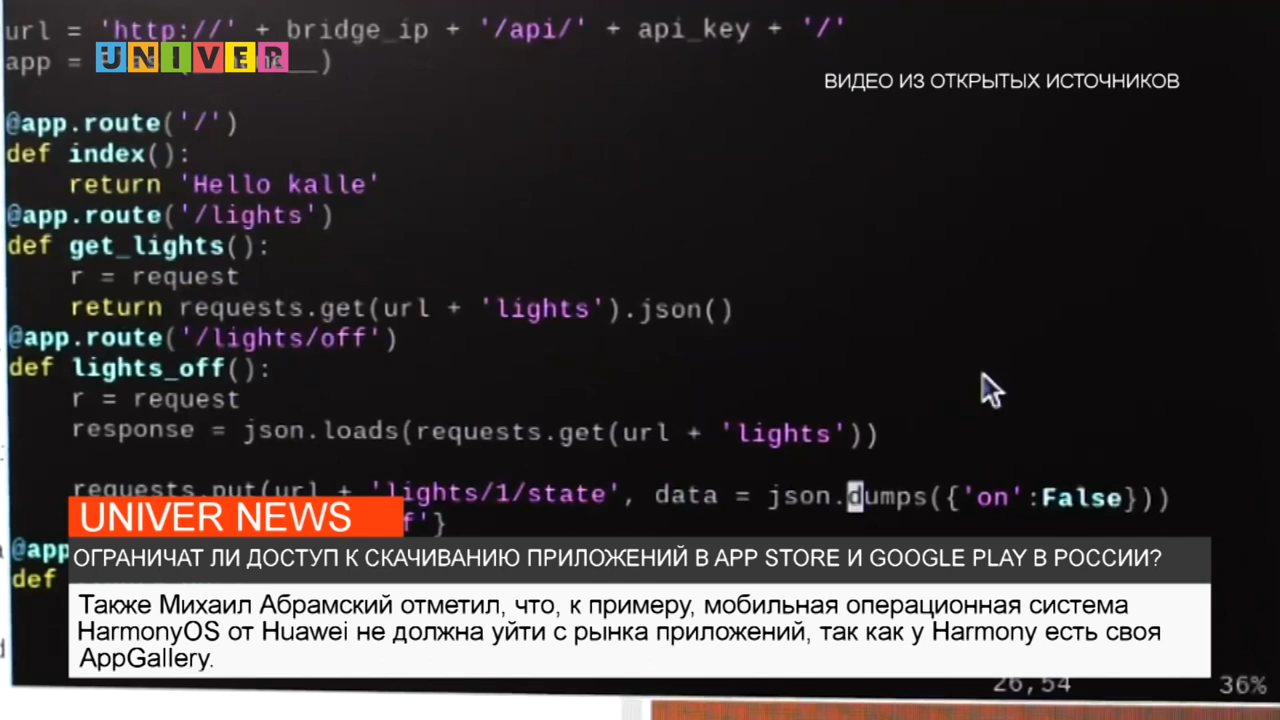 url = 'http://' + bridge_ip + '/api/' + api_key + '/'
UNIVER
app =
ВИДЕО ИЗ ОТКРЫТЫХ ИСТОЧНИКОВ
@app.route('/')
def index():
return 'Hello kalle'
@app.route('/lights')
def get_lights():
r = request
return requests.get(url + 'lights').json()
@app.route('/lights/off')
def lights_off():
r = request
response = json.loads(requests.get(url + 'lights'))
requests.put(url + 'lights/1/state', data = json.dumps({'on':False}))
UNIVER NEWS
f'}
@app
ОГРАНИЧАТ ЛИ ДОСТУП К СКАЧИВАНИЮ ПРИЛОЖЕНИЙ В APP STORE И GOOGLE PLAY В РОССИИ?
def
Также Михаил Абрамский отметил, что, к примеру, мобильная операционная система
HarmonyOS от Huawei не должна уйти с рынка приложений, так как у Harmony есть своя
AppGallery.
26,54 36%